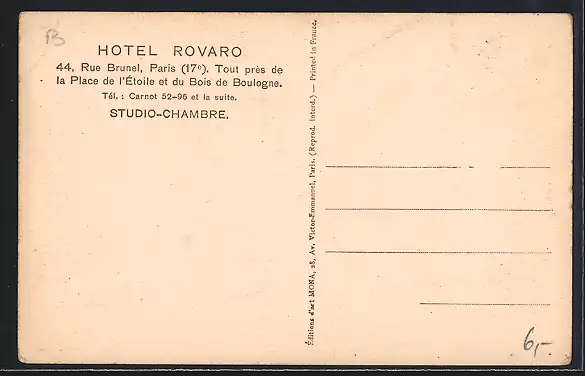 HOTEL ROVARO
44, Rue Brunel, Paris (17e). Tout près de
la Place de l'Étoile et du Bois de Boulogne.
Tél. : Carnot 52-96 et la suite.
STUDIO-CHAMBRE.
Éditions d'art MONA, 28, Av. Victor-Emmanuel, Paris. (Reprod. Interd.) — Printed in France.
6,-